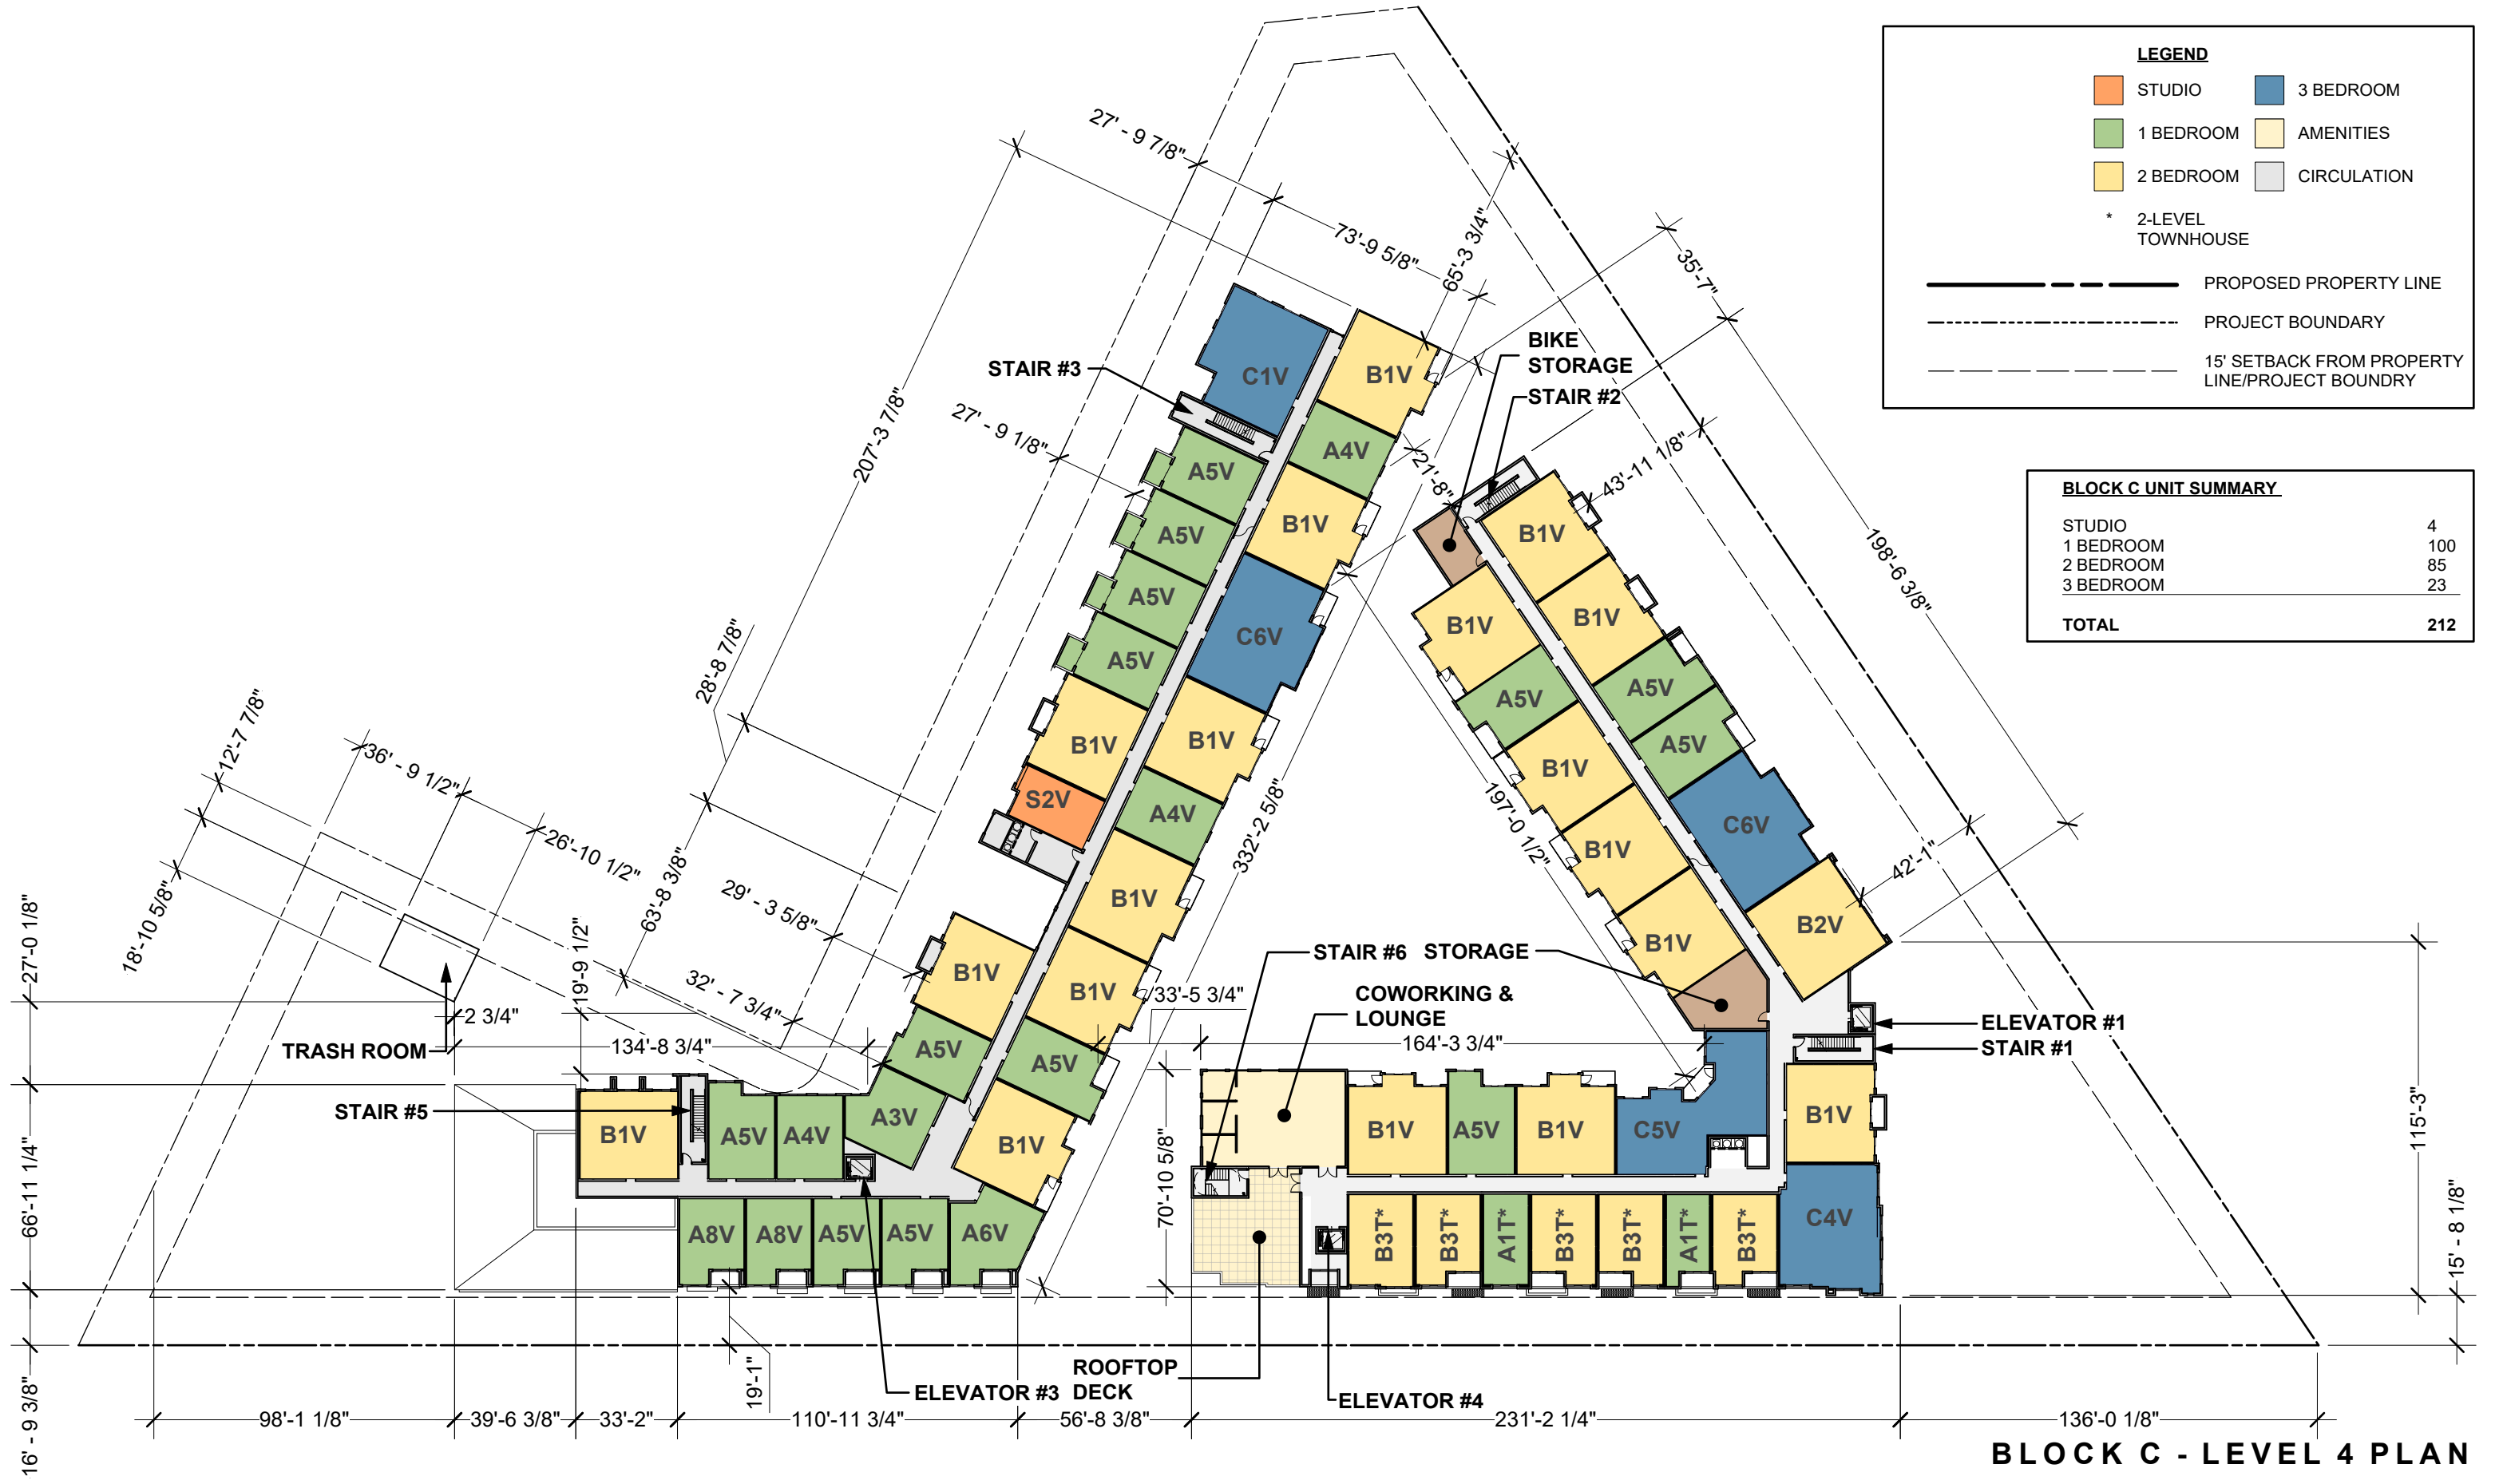 LEGEND
STUDIO
3 BEDROOM
1 BEDROOM
AMENITIES
2 BEDROOM
CIRCULATION
* 2-LEVEL
TOWNHOUSE
PROPOSED PROPERTY LINE
PROJECT BOUNDARY
15' SETBACK FROM PROPERTY
LINE/PROJECT BOUNDRY
BLOCK C UNIT SUMMARY
STUDIO 4
1 BEDROOM 100
2 BEDROOM 85
3 BEDROOM 23
TOTAL 212
27' - 9 7/8"
73'-9 5/8"
65'-3 3/4"
35'-7"
BIKE
STORAGE
STAIR #2
STAIR #3
207'-3 7/8"
27' - 9 1/8"
21'-8"
43'-11 1/8"
198'-6 3/8"
C1V
B1V
A4V
A5V
B1V
A5V
A5V
C6V
A5V
B1V
B1V
S2V
A4V
B1V
B1V
B1V
A5V
A5V
A3V
B1V
B1V
B1V
B1V
A5V
A5V
B1V
A5V
B1V
C6V
B1V
B2V
28'-8 7/8"
12'-7 7/8"
36' - 9 1/2"
26'-10 1/2"
18'-10 5/8"
63'-8 3/8"
29' - 3 5/8"
32' - 7 3/4"
19'-9 1/2"
332'-2 5/8"
197'-0 1/2"
42'-1"
27'-0 1/8"
2 3/4"
TRASH ROOM
134'-8 3/4"
33'-5 3/4"
164'-3 3/4"
STAIR #6
STORAGE
COWORKING &
LOUNGE
ELEVATOR #1
STAIR #1
STAIR #5
B1V
A5V
A4V
B1V
A5V
B1V
C5V
B1V
A8V
A8V
A5V
A5V
A6V
B3T*
B3T*
A1T*
B3T*
B3T*
A1T*
B3T*
C4V
66'-11 1/4"
70'-10 5/8"
115'-3"
15' - 8 1/8"
16' - 9 3/8"
19'-1"
ELEVATOR #3
ROOFTOP
DECK
ELEVATOR #4
98'-1 1/8"
39'-6 3/8"
33'-2"
110'-11 3/4"
56'-8 3/8"
231'-2 1/4"
136'-0 1/8"
BLOCK C - LEVEL 4 PLAN